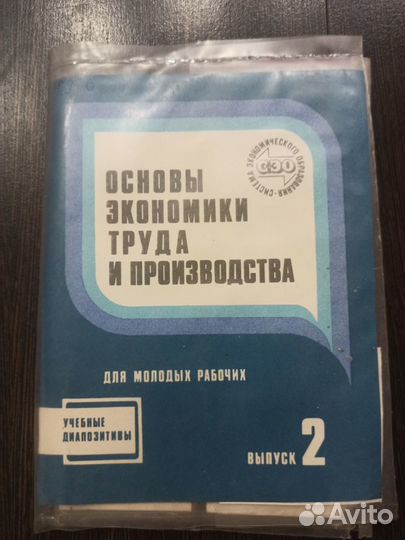 СИСТЕМА ЭКОНОМИЧЕСКОГО ОБРАЗОВАНИЯ
СЭО
ОСНОВЫ
ЭКОНОМИКИ
ТРУДА
И ПРОИЗВОДСТВА
ДЛЯ МОЛОДЫХ РАБОЧИХ
УЧЕБНЫЕ
ДИАПОЗИТИВЫ
ВЫПУСК 2
Avito